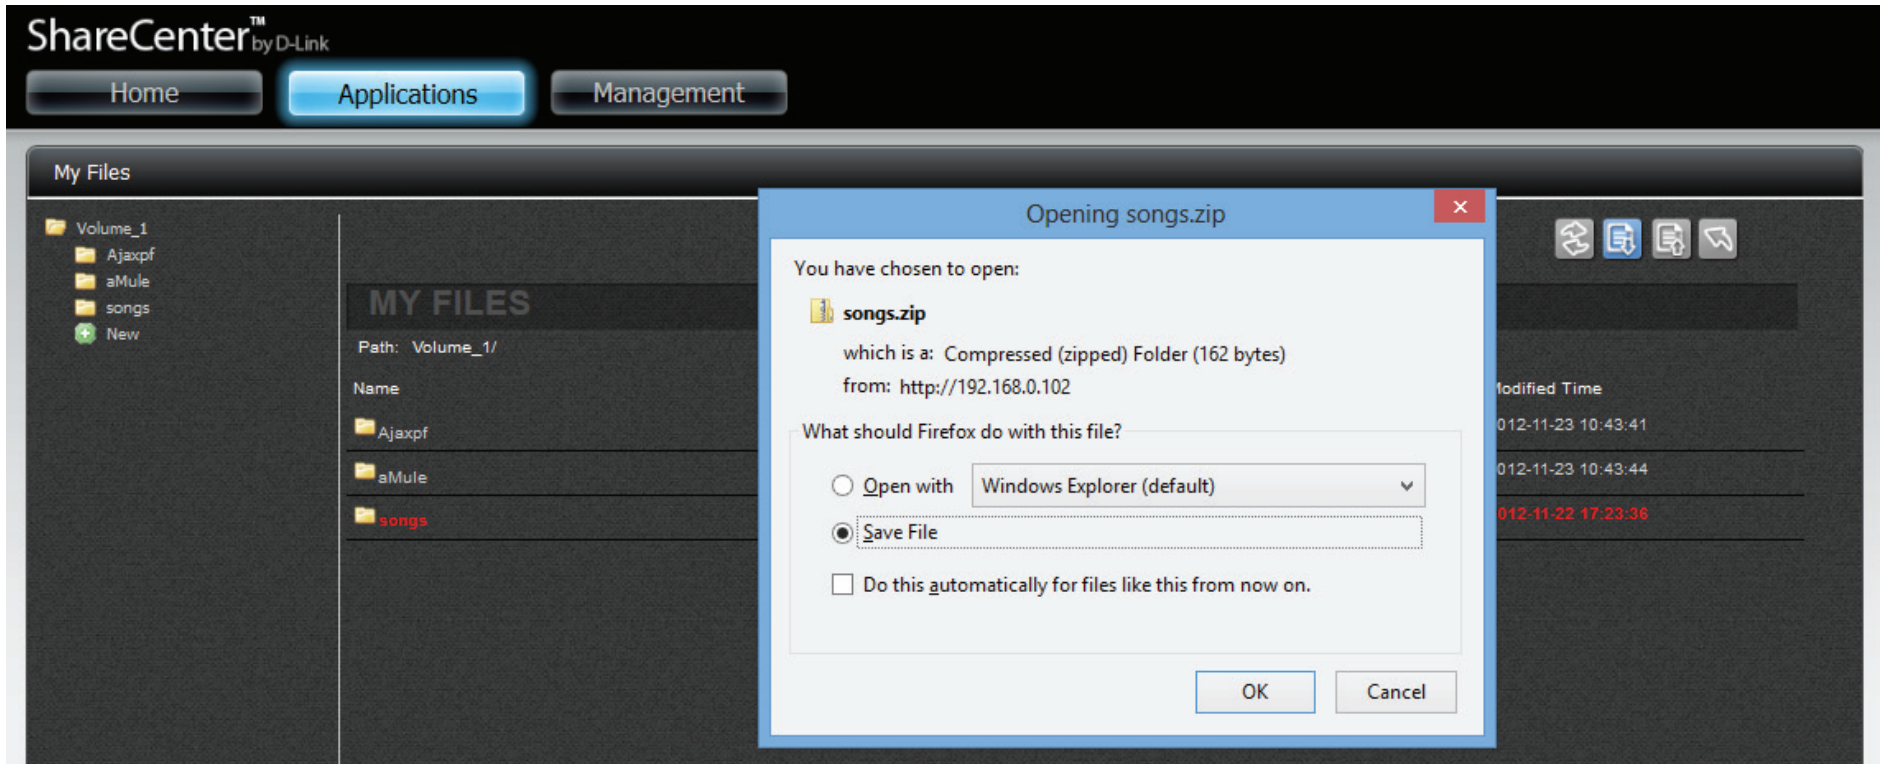 ShareCenter™ by D-Link
Home Applications Management
My Files
Volume_1
Ajaxpf
aMule
songs
New
MY FILES
Path: Volume_1/
Name
Ajaxpf
aMule
songs
Modified Time
012-11-23 10:43:41
012-11-23 10:43:44
012-11-22 17:23:36
Opening songs.zip
You have chosen to open:
songs.zip
which is a: Compressed (zipped) Folder (162 bytes)
from: http://192.168.0.102
What should Firefox do with this file?
Open with Windows Explorer (default)
Save File
Do this automatically for files like this from now on.
OK Cancel